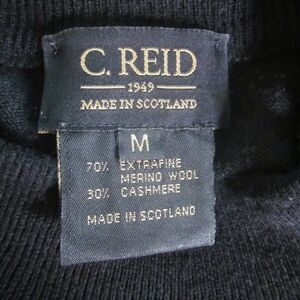 C. REID
1949
MADE IN SCOTLAND
M
70% EXTRAFINE
MERINO WOOL
30% CASHMERE
MADE IN SCOTLAND